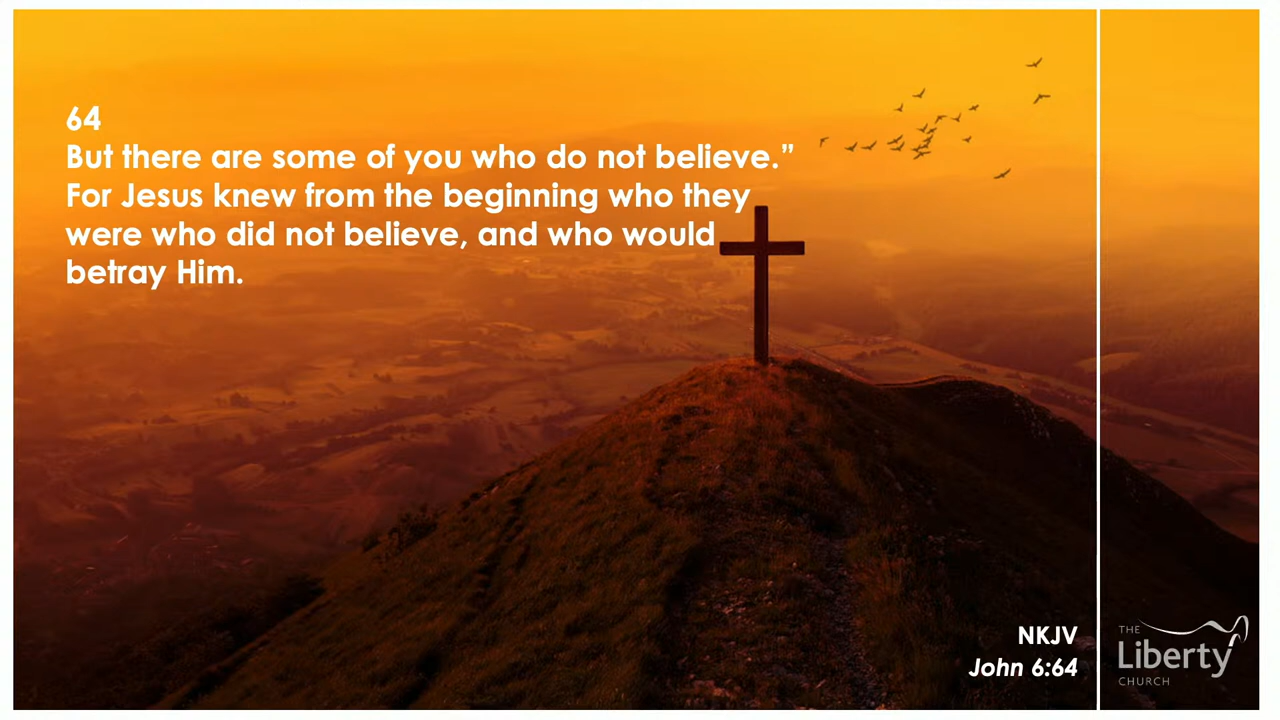 64
But there are some of you who do not believe.”
For Jesus knew from the beginning who they
were who did not believe, and who would
betray Him.
NKJV
John 6:64
THE
Liberty
CHURCH